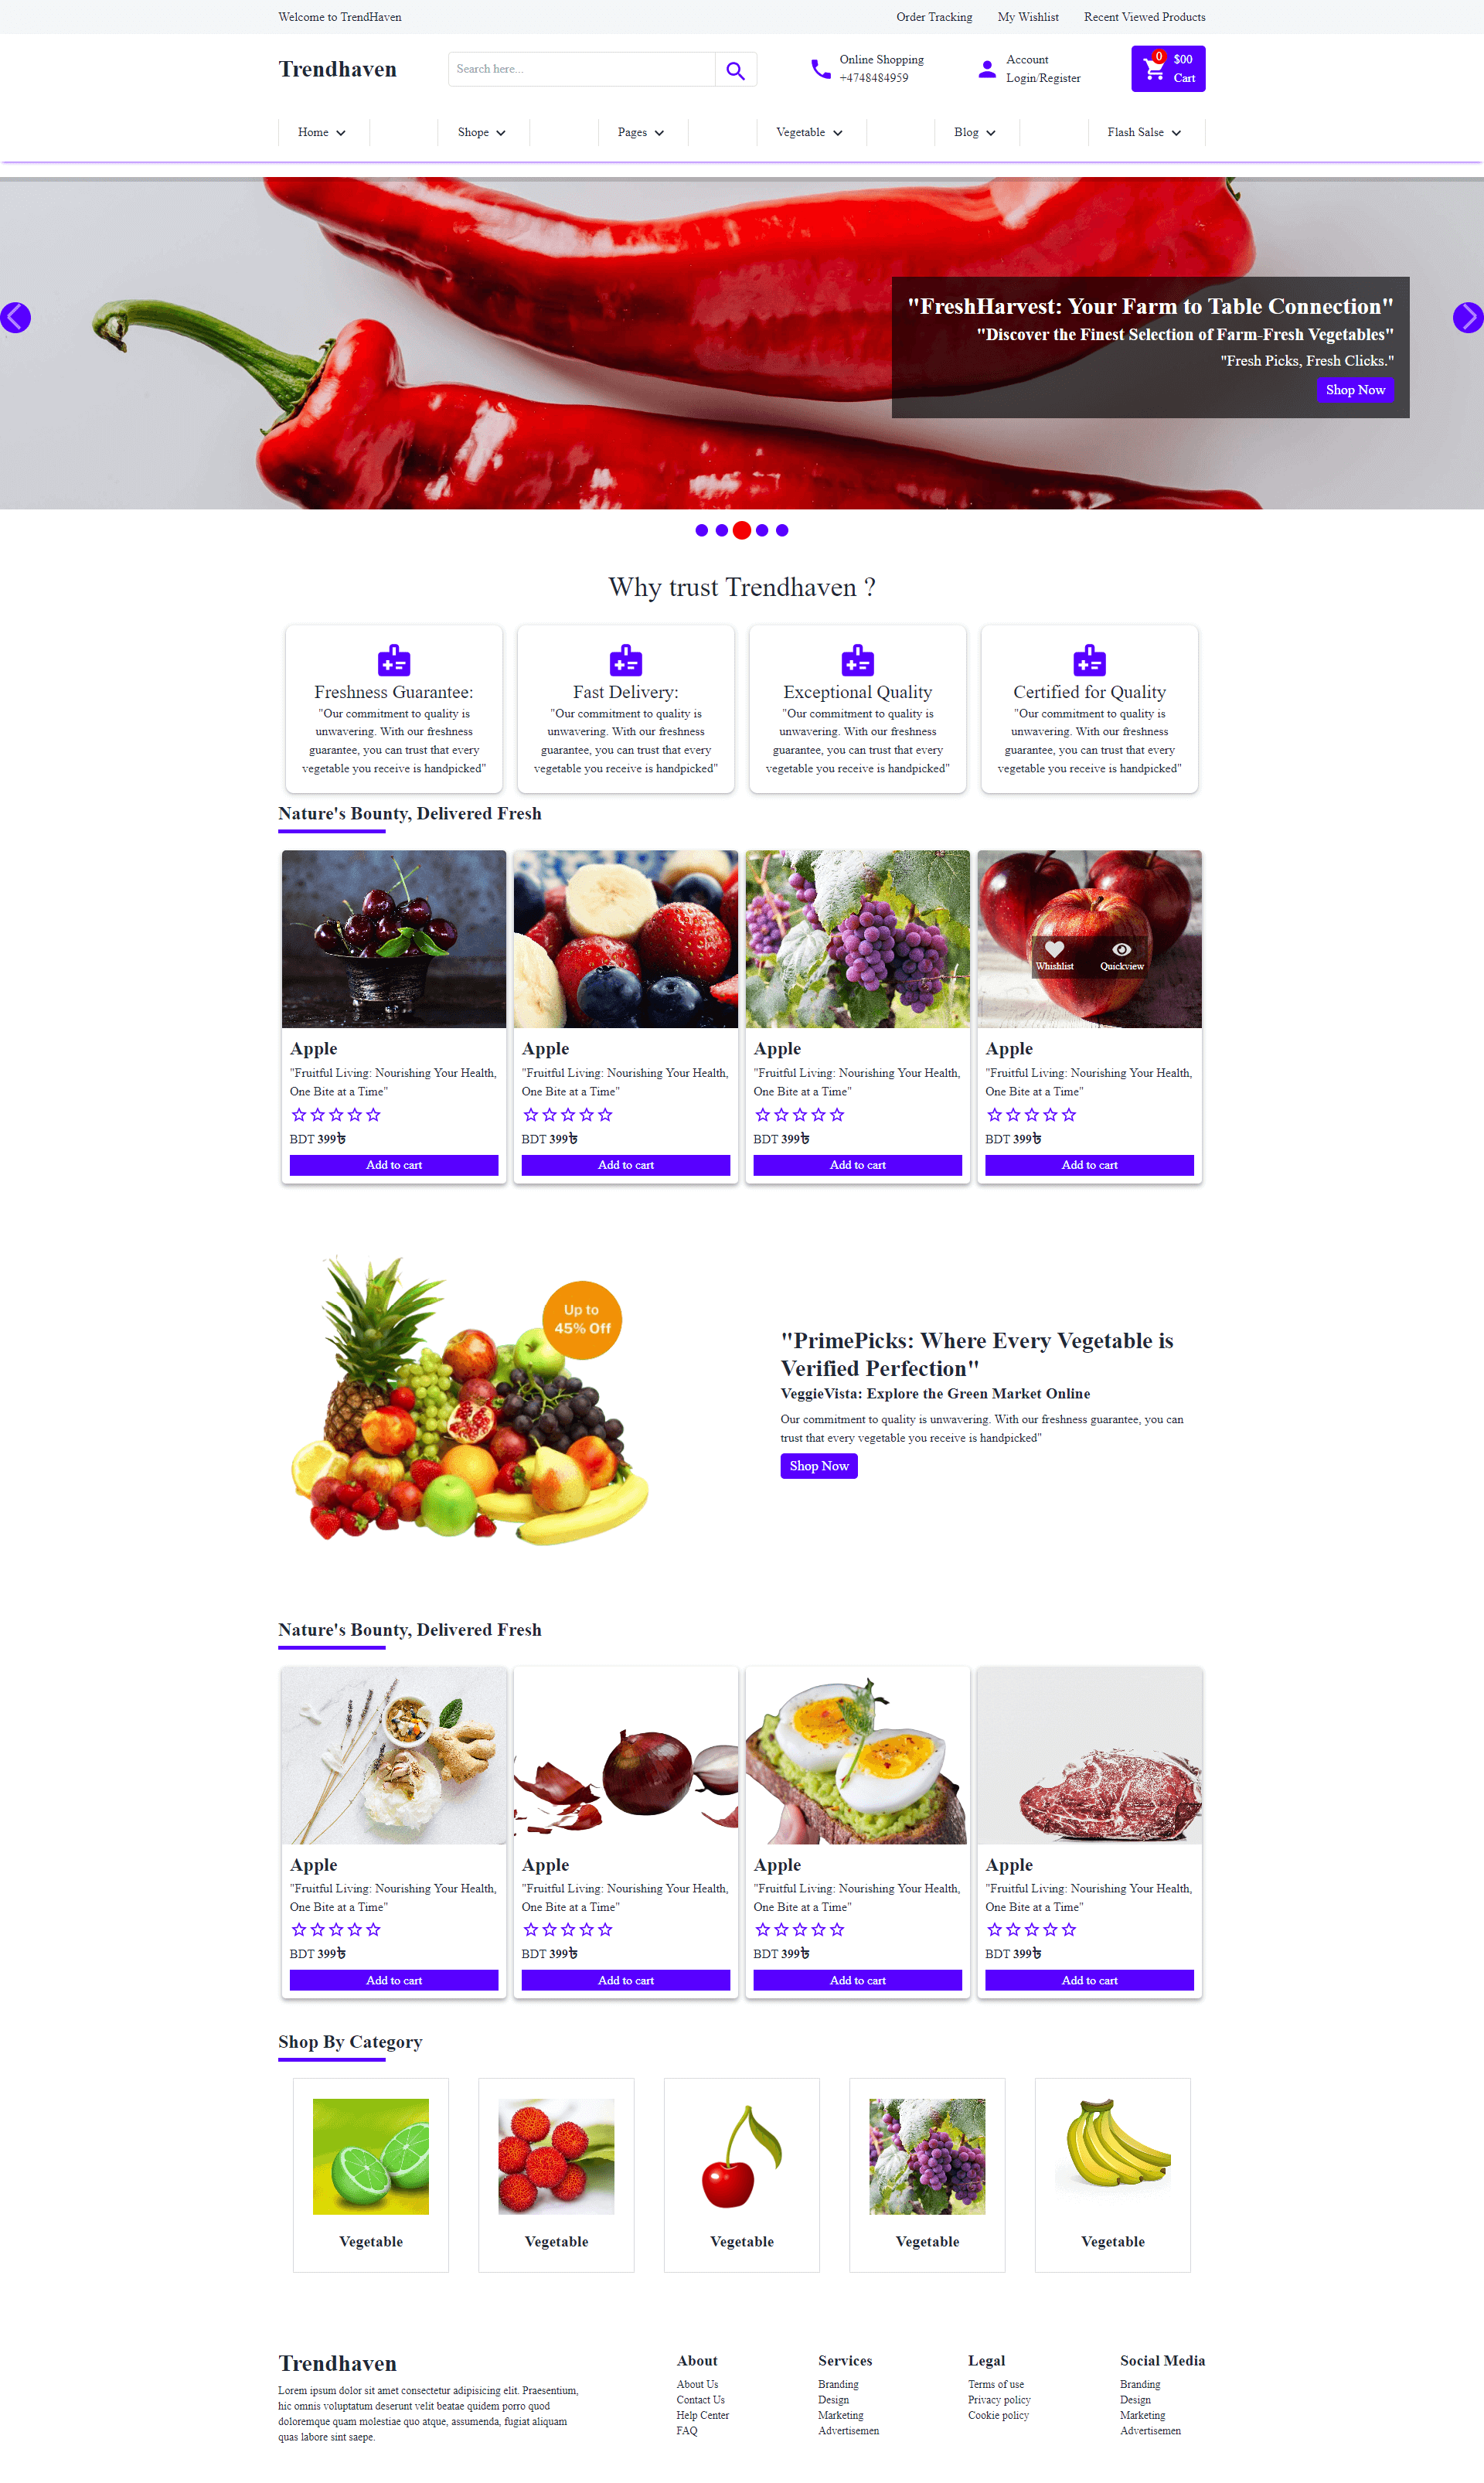 Welcome to TrendHaven
Order Tracking My Wishlist Recent Viewed Products
Trendhaven
Search here...
Online Shopping
+4748484959
Account
Login/Register
0
$00
Cart
Home Shope Pages Vegetable Blog Flash Salse
"FreshHarvest: Your Farm to Table Connection"
"Discover the Finest Selection of Farm-Fresh Vegetables"
"Fresh Picks, Fresh Clicks."
Shop Now
Why trust Trendhaven ?
Freshness Guarantee:
"Our commitment to quality is
unwavering. With our freshness
guarantee, you can trust that every
vegetable you receive is handpicked"
Fast Delivery:
"Our commitment to quality is
unwavering. With our freshness
guarantee, you can trust that every
vegetable you receive is handpicked"
Exceptional Quality
"Our commitment to quality is
unwavering. With our freshness
guarantee, you can trust that every
vegetable you receive is handpicked"
Certified for Quality
"Our commitment to quality is
unwavering. With our freshness
guarantee, you can trust that every
vegetable you receive is handpicked"
Nature's Bounty, Delivered Fresh
Apple
"Fruitful Living: Nourishing Your Health,
One Bite at a Time"
BDT 399৳
Add to cart
Apple
"Fruitful Living: Nourishing Your Health,
One Bite at a Time"
BDT 399৳
Add to cart
Apple
"Fruitful Living: Nourishing Your Health,
One Bite at a Time"
BDT 399৳
Add to cart
Whishlist Quickview
Apple
"Fruitful Living: Nourishing Your Health,
One Bite at a Time"
BDT 399৳
Add to cart
Up to
45% Off
"PrimePicks: Where Every Vegetable is
Verified Perfection"
VeggieVista: Explore the Green Market Online
Our commitment to quality is unwavering. With our freshness guarantee, you can
trust that every vegetable you receive is handpicked"
Shop Now
Nature's Bounty, Delivered Fresh
Apple
"Fruitful Living: Nourishing Your Health,
One Bite at a Time"
BDT 399৳
Add to cart
Apple
"Fruitful Living: Nourishing Your Health,
One Bite at a Time"
BDT 399৳
Add to cart
Apple
"Fruitful Living: Nourishing Your Health,
One Bite at a Time"
BDT 399৳
Add to cart
Apple
"Fruitful Living: Nourishing Your Health,
One Bite at a Time"
BDT 399৳
Add to cart
Shop By Category
Vegetable
Vegetable
Vegetable
Vegetable
Vegetable
Trendhaven
Lorem ipsum dolor sit amet consectetur adipisicing elit. Praesentium,
hic omnis voluptatum deserunt velit beatae quidem porro quod
doloremque quam molestiae quo atque, assumenda, fugiat aliquam
quas labore sint saepe.
About
About Us
Contact Us
Help Center
FAQ
Services
Branding
Design
Marketing
Advertisemen
Legal
Terms of use
Privacy policy
Cookie policy
Social Media
Branding
Design
Marketing
Advertisemen